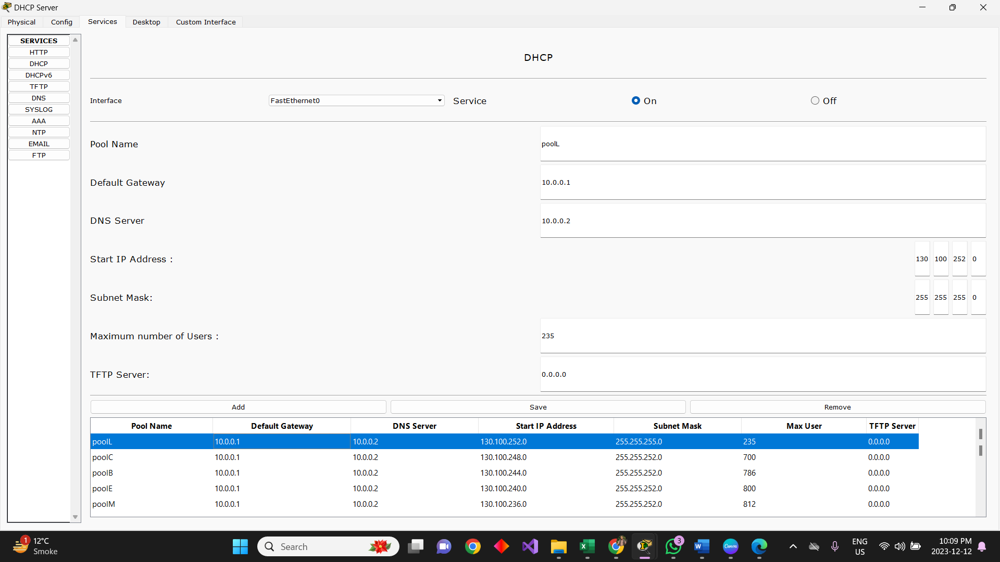 DHCP Server
Physical Config Services Desktop Custom Interface
SERVICES
HTTP
DHCP
DHCPv6
TFTP
DNS
SYSLOG
AAA
NTP
EMAIL
FTP
DHCP
Interface FastEthernet0 Service On Off
Pool Name poolL
Default Gateway 10.0.0.1
DNS Server 10.0.0.2
Start IP Address : 130 100 252 0
Subnet Mask: 255 255 255 0
Maximum number of Users : 235
TFTP Server: 0.0.0.0
Add Save Remove
Pool Name Default Gateway DNS Server Start IP Address Subnet Mask Max User TFTP Server
poolL 10.0.0.1 10.0.0.2 130.100.252.0 255.255.255.0 235 0.0.0.0
poolC 10.0.0.1 10.0.0.2 130.100.248.0 255.255.252.0 700 0.0.0.0
poolB 10.0.0.1 10.0.0.2 130.100.244.0 255.255.252.0 786 0.0.0.0
poolE 10.0.0.1 10.0.0.2 130.100.240.0 255.255.252.0 800 0.0.0.0
poolM 10.0.0.1 10.0.0.2 130.100.236.0 255.255.252.0 812 0.0.0.0
1 12°C
Smoke
Search
Canva
3
ENG
US
10:09 PM
2023-12-12